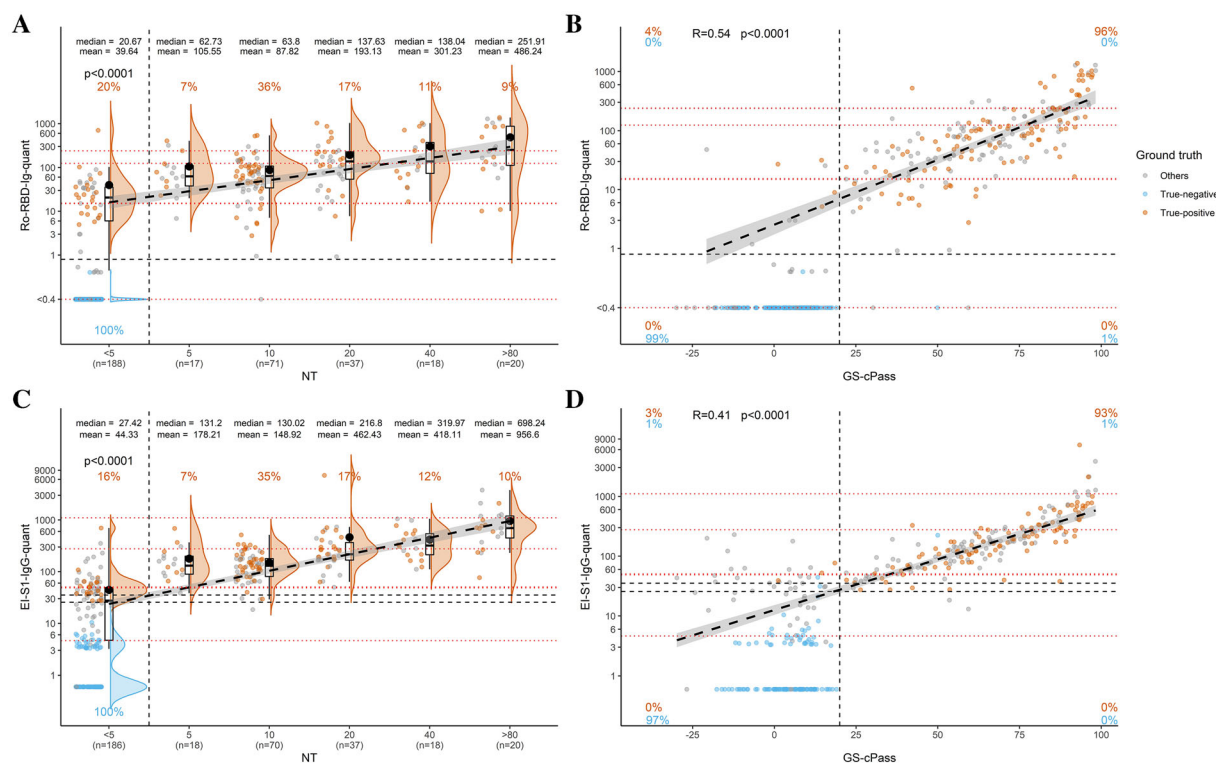 A
median = 20.67 median = 62.73 median = 63.8 median = 137.63 median = 138.04 median = 251.91
mean = 39.64 mean = 105.55 mean = 87.82 mean = 193.13 mean = 301.23 mean = 486.24
p<0.0001
20% 7% 36% 17% 11% 9%
1000
600
300
100
60
30
10
6
3
1
<0.4
Ro-RBD-Ig-quant
100%
<5 5 10 20 40 >80
(n=188) (n=17) (n=71) (n=37) (n=18) (n=20)
NT
B
4% R=0.54 p<0.0001 96%
0% 0%
1000
600
300
100
60
30
10
6
3
1
<0.4
Ro-RBD-Ig-quant
0% 0%
99% 1%
-25 0 25 50 75 100
GS-cPass
Ground truth
Others
True-negative
True-positive
C
median = 27.42 median = 131.2 median = 130.02 median = 216.8 median = 319.97 median = 698.24
mean = 44.33 mean = 178.21 mean = 148.92 mean = 462.43 mean = 418.11 mean = 956.6
p<0.0001
16% 7% 35% 17% 12% 10%
9000
6000
3000
1000
600
300
100
60
30
10
6
3
1
EI-S1-IgG-quant
100%
<5 5 10 20 40 >80
(n=186) (n=18) (n=70) (n=37) (n=18) (n=20)
NT
D
3% R=0.41 p<0.0001 93%
1% 1%
9000
6000
3000
1000
600
300
100
60
30
10
6
3
1
EI-S1-IgG-quant
0% 0%
97% 0%
-25 0 25 50 75 100
GS-cPass